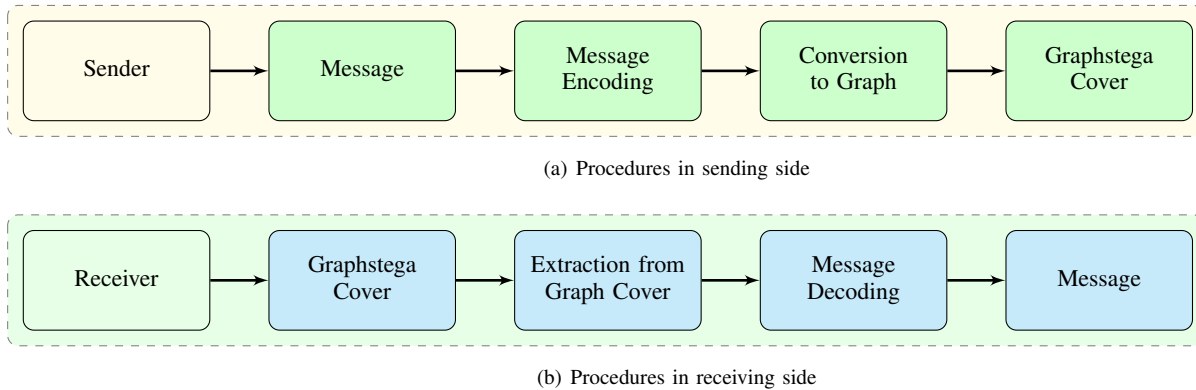 Sender
Message
Message
Encoding
Conversion
to Graph
Graphstega
Cover
(a) Procedures in sending side
Receiver
Graphstega
Cover
Extraction from
Graph Cover
Message
Decoding
Message
(b) Procedures in receiving side